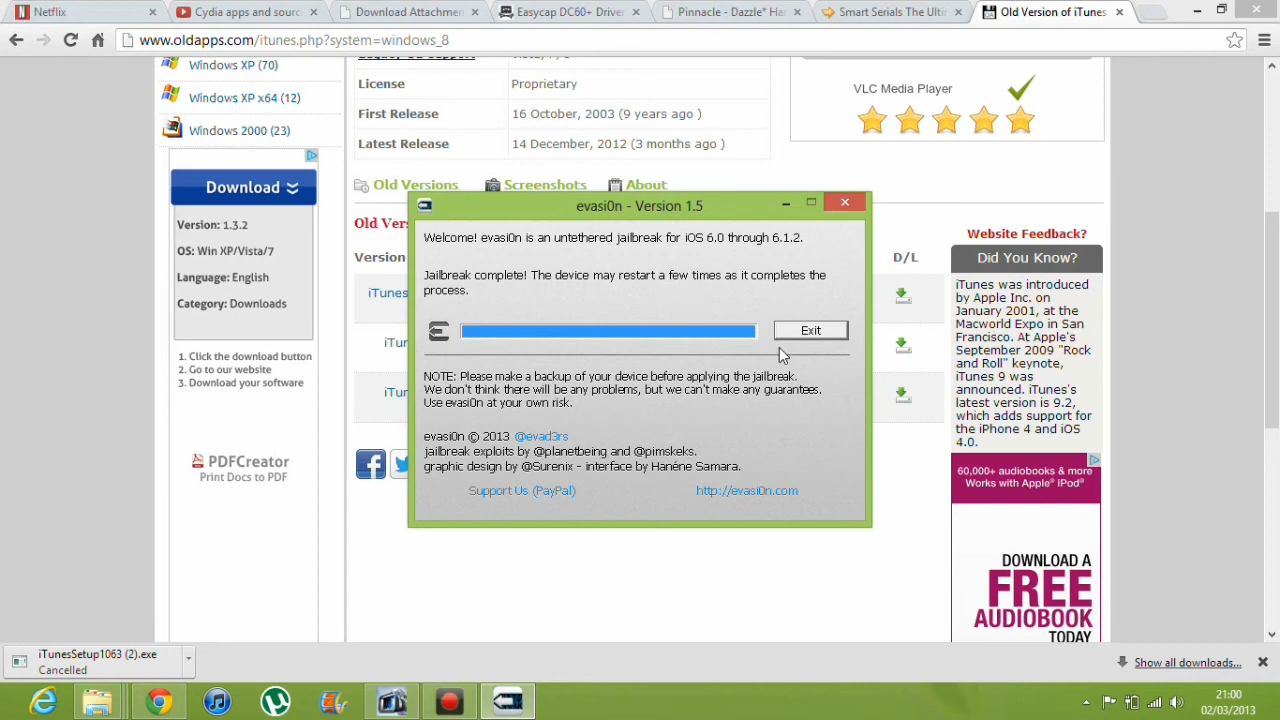 Netflix
Cydia apps and sourc
Download Attachmen
Easycap DC60+ Driver
Pinnacle - Dazzle* Ha
Smart Serials The Ultim
Old Version of iTunes
www.oldapps.com/itunes.php?system=windows_8
Windows XP (70)
Windows XP x64 (12)
Windows 2000 (23)
License Proprietary
First Release 16 October, 2003 (9 years ago )
Latest Release 14 December, 2012 (3 months ago )
VLC Media Player
Old Versions Screenshots About
Download
Version: 1.3.2
OS: Win XP/Vista/7
Language: English
Category: Downloads
1. Click the download button
2. Go to our website
3. Download your software
PDFCreator
Print Docs to PDF
Old Ver
Version
iTunes
iTu
iTu
D/L
evasi0n - Version 1.5
Welcome! evasi0n is an untethered jailbreak for iOS 6.0 through 6.1.2.
Jailbreak complete! The device may restart a few times as it completes the
process.
Exit
NOTE: Please make a backup of your device before applying the jailbreak.
We don't think there will be any problems, but we can't make any guarantees.
Use evasi0n at your own risk.
evasi0n © 2013 @evad3rs
jailbreak exploits by @planetbeing and @pimskeks.
graphic design by @Surenix - interface by Hanéne Samara.
Support Us (PayPal) http://evasi0n.com
Website Feedback?
Did You Know?
iTunes was introduced
by Apple Inc. on
January 2001, at the
Macworld Expo in San
Francisco. At Apple's
September 2009 "Rock
and Roll" keynote,
iTunes 9 was
announced. iTunes's
latest version is 9.2,
which adds support for
the iPhone 4 and iOS
4.0.
60,000+ audiobooks & more
Works with Apple® iPod®
DOWNLOAD A
FREE
AUDIOBOOK
TODAY
iTunesSetup1063 (2).exe
Cancelled
Show all downloads...
21:00
02/03/2013